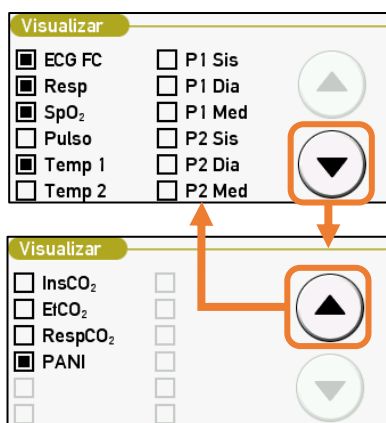 Visualizar
ECG FC
Resp
SpO₂
Pulso
Temp 1
Temp 2
P1 Sis
P1 Dia
P1 Med
P2 Sis
P2 Dia
P2 Med
Visualizar
InsCO₂
EtCO₂
RespCO₂
PANI